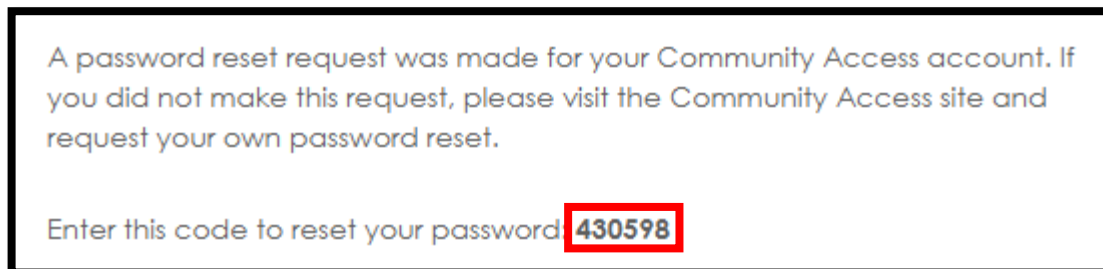 A password reset request was made for your Community Access account. If
you did not make this request, please visit the Community Access site and
request your own password reset.
Enter this code to reset your password: 430598